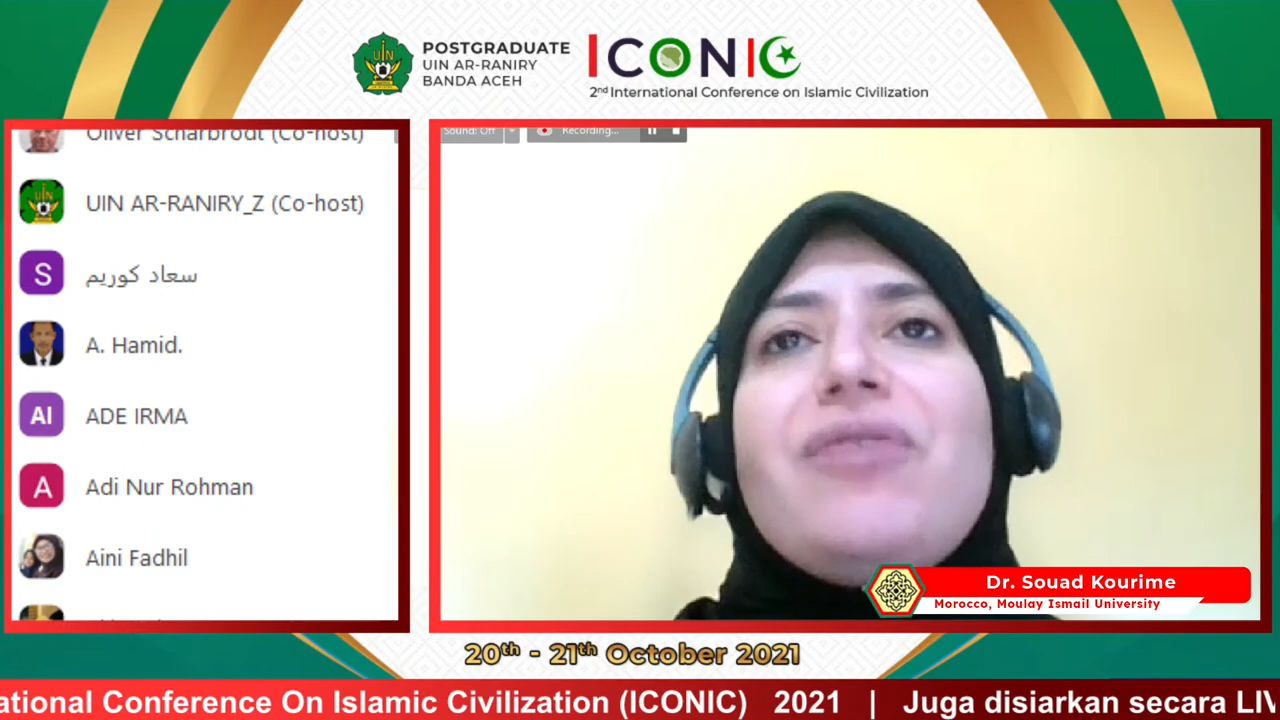 POSTGRADUATE
UIN AR-RANIRY
BANDA ACEH
ICONIC
2nd International Conference on Islamic Civilization
Oliver Scharbrodt (Co-host)
UIN AR-RANIRY_Z (Co-host)
S سعاد كوريم
A. Hamid.
AI ADE IRMA
A Adi Nur Rohman
Aini Fadhil
Sound: Off
Recording...
Dr. Souad Kourime
Morocco, Moulay Ismail University
20th - 21th October 2021
ational Conference On Islamic Civilization (ICONIC) 2021 | Juga disiarkan secara LIV